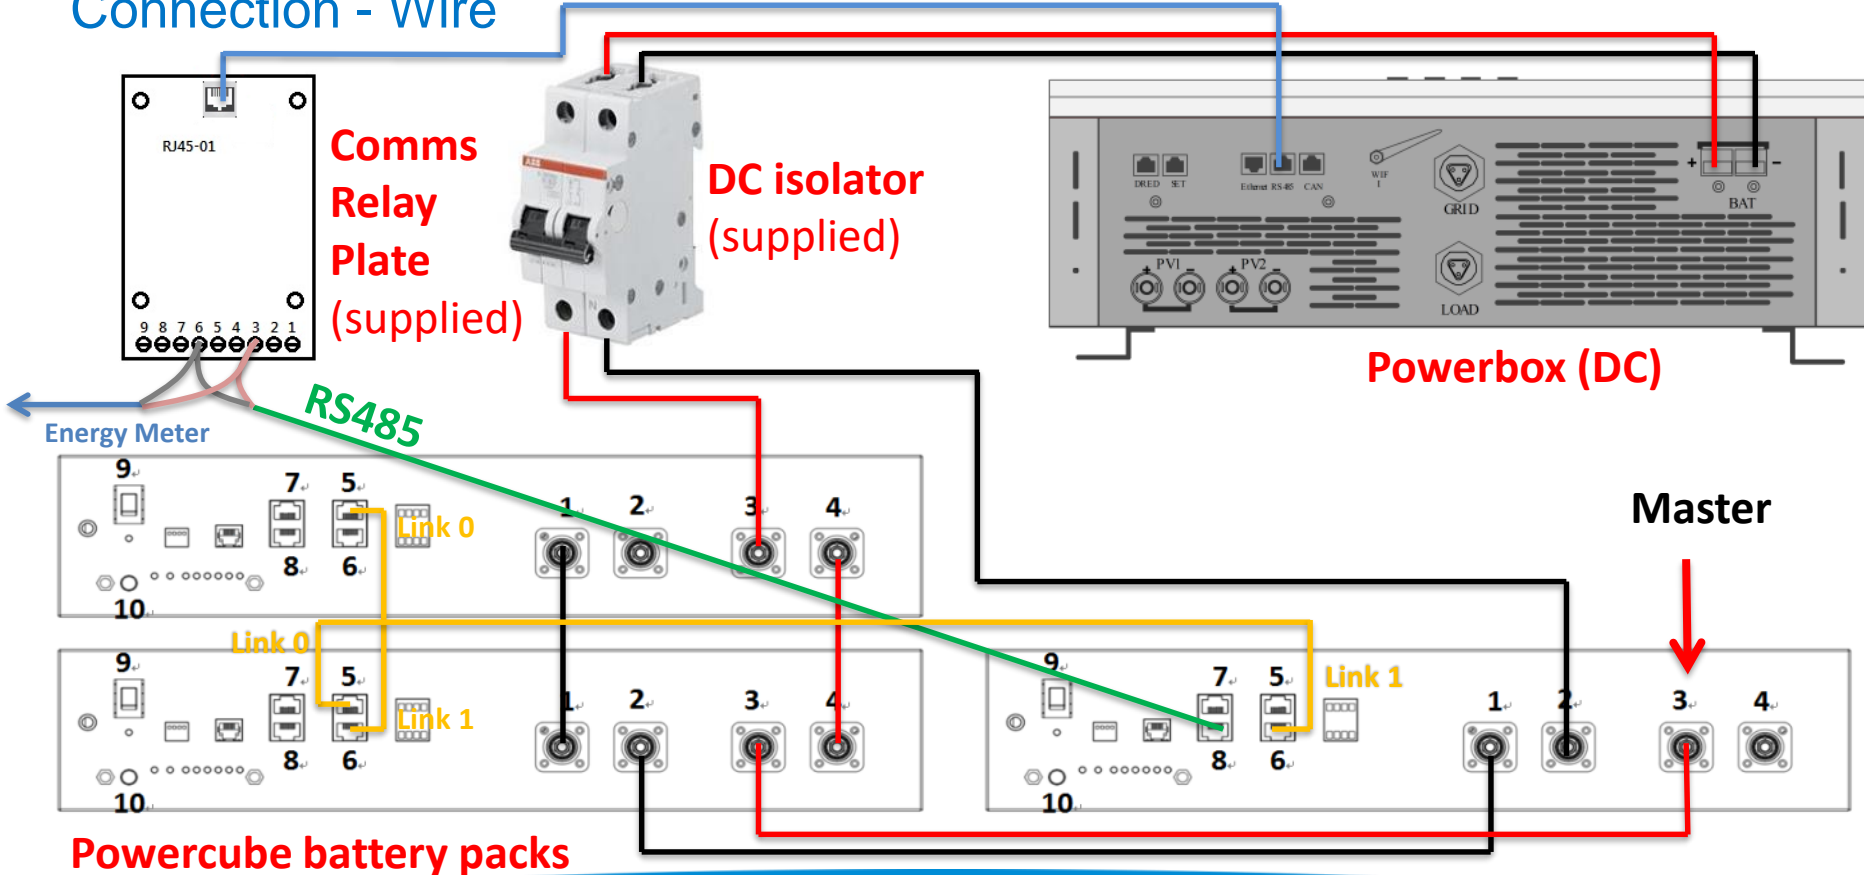 Connection - Wire
RJ45-01
9 8 7 6 5 4 3 2 1
Comms
Relay
Plate
(supplied)
ABB
N
DC isolator
(supplied)
DRED SET
Ethernet RS-485 CAN
WIF
I
GRID
+ -
BAT
+ PV1 -
+ PV2 -
LOAD
Powerbox (DC)
Energy Meter
RS485
9
7 5
Link 0
1 2 3 4
8 6
10
Master
Link 0
9
7 5
Link 1
1 2 3 4
8 6
10
9
7 5
Link 1
1 2 3 4
8 6
10
Powercube battery packs